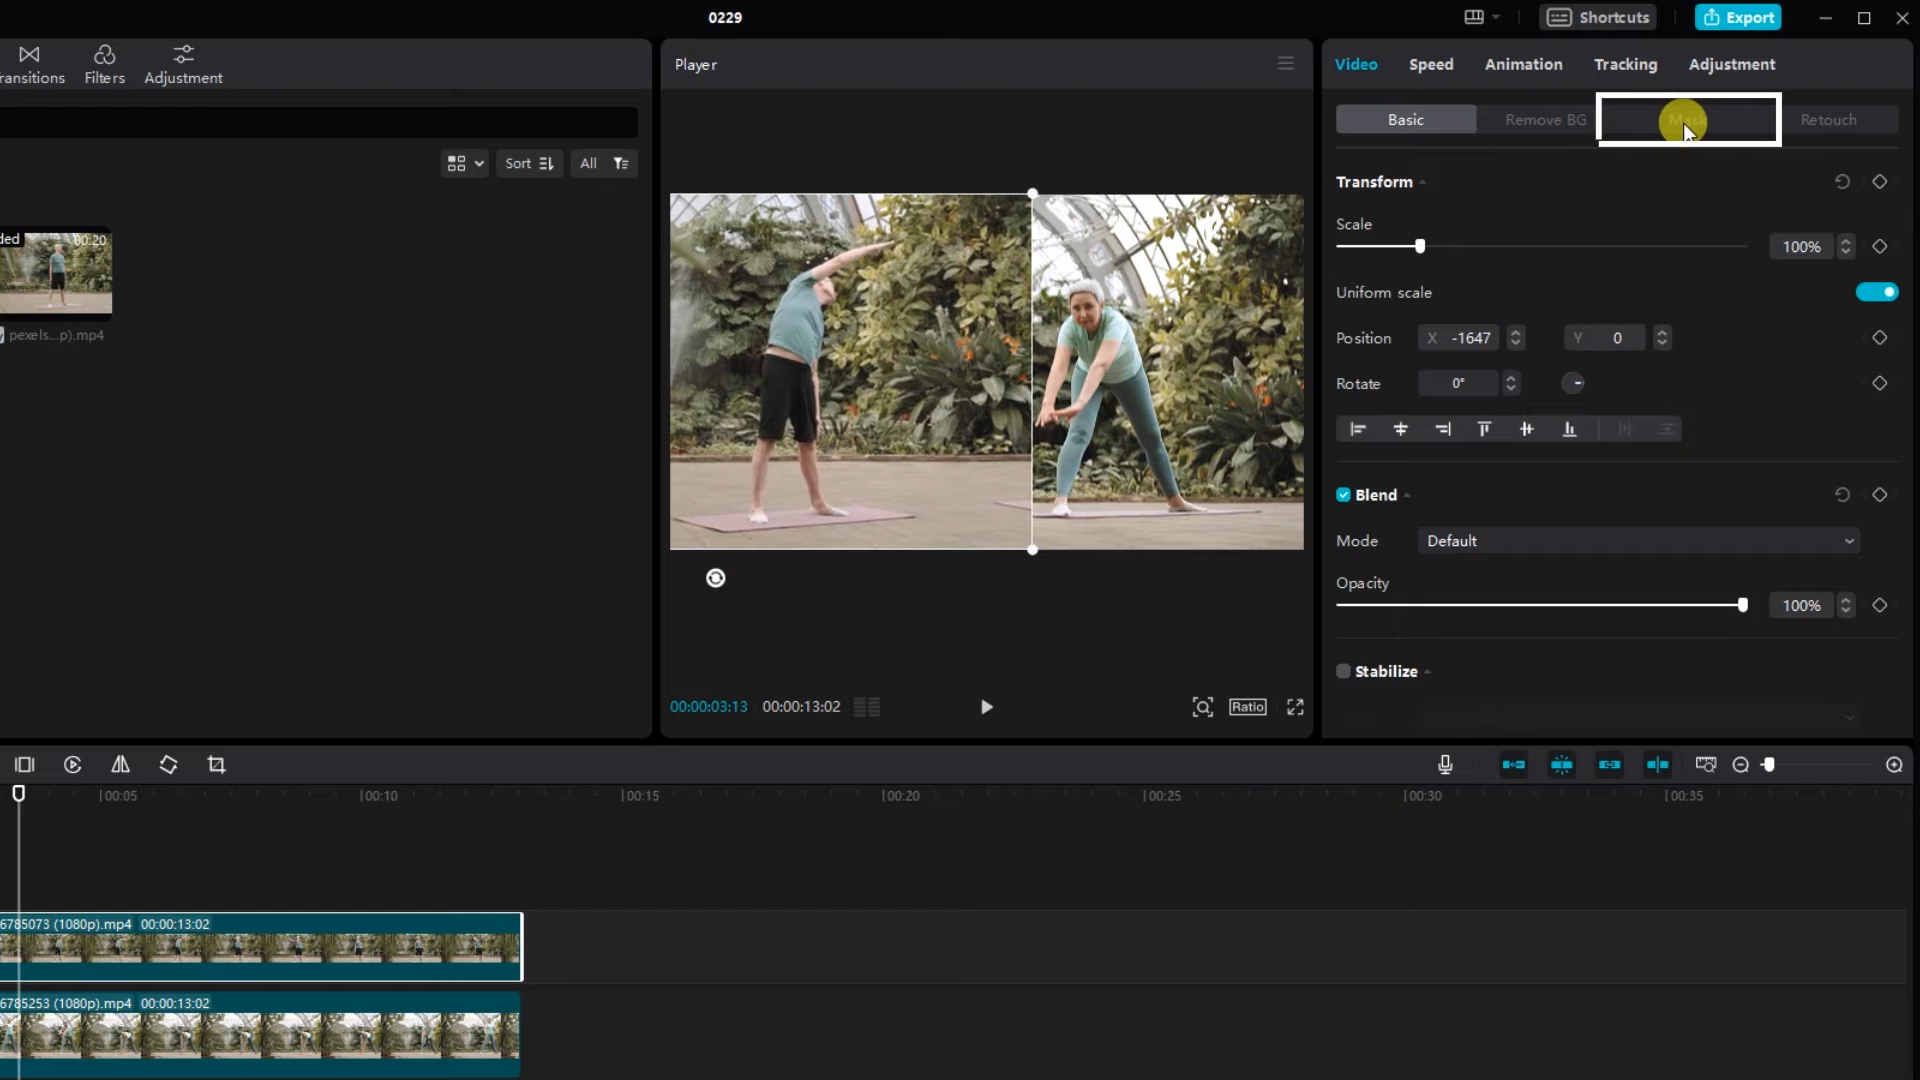 0229
Shortcuts
Export
ransitions
Filters
Adjustment
Player
Video
Speed
Animation
Tracking
Adjustment
Basic
Remove BG
Mask
Retouch
Sort
All
Transform
Scale
100%
ded
00:20
pexels...p).mp4
Uniform scale
Position
X -1647
Y 0
Rotate
0°
Blend
Mode
Default
Opacity
100%
Stabilize
00:00:03:13
00:00:13:02
Ratio
00:05
00:10
00:15
00:20
00:25
00:30
00:35
6785073 (1080p).mp4 00:00:13:02
6785253 (1080p).mp4 00:00:13:02